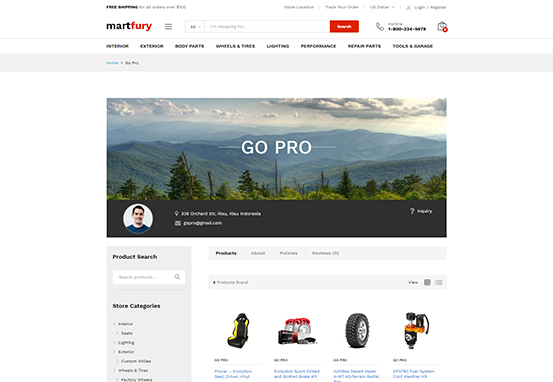 FREE SHIPPING for all orders over $100
Store Location
Track Your Order
US Dollar
Login / Register
martfury
All
I'm shopping for...
Search
Hotline
1-800-234-5678
0
INTERIOR
EXTERIOR
BODY PARTS
WHEELS & TIRES
LIGHTING
PERFORMANCE
REPAIR PARTS
TOOLS & GARAGE
Home > Go Pro
GO PRO
326 Orchard Str, Riau, Riau Indonesia
gopro@gmail.com
? Inquiry
Product Search
Search products...
Store Categories
Interior
Seats
Lighting
Exterior
Custom Grilles
Wheels & Tires
Factory Wheels
Products
About
Policies
Reviews (0)
Products found
View
GO PRO
Procar – Evolution
Seat, Driver, Vinyl
GO PRO
Evolution Sport Drilled
and Slotted Brake Kit
GO PRO
Achilles Desert Hawk
X-MT All-Terrain Radial
Tire
GO PRO
DFS780 Fuel System
Cold Weather Kit